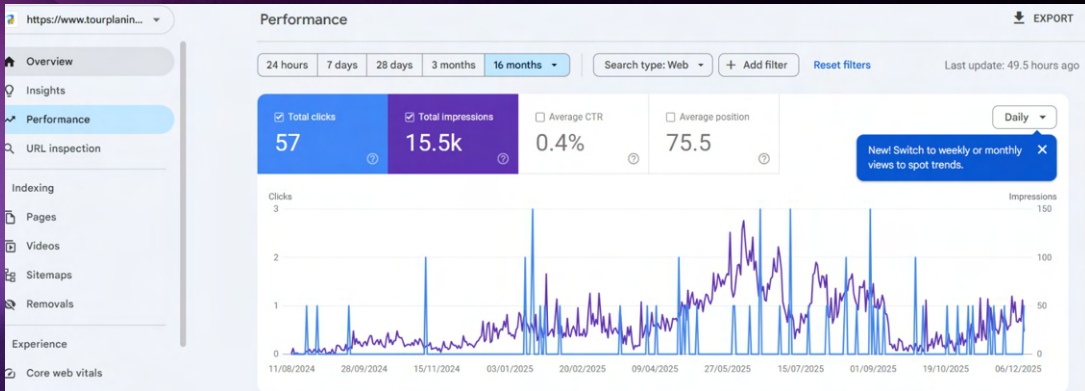 https://www.tourplanin...
Performance
EXPORT
Overview
Insights
Performance
URL inspection
Indexing
Pages
Videos
Sitemaps
Removals
Experience
Core web vitals
24 hours
7 days
28 days
3 months
16 months
Search type: Web
+ Add filter
Reset filters
Last update: 49.5 hours ago
Total clicks
57
Total impressions
15.5k
Average CTR
0.4%
Average position
75.5
Daily
New! Switch to weekly or monthly
views to spot trends.
Clicks
3
2
1
0
Impressions
150
100
50
0
11/08/2024
28/09/2024
15/11/2024
03/01/2025
20/02/2025
09/04/2025
27/05/2025
15/07/2025
01/09/2025
19/10/2025
06/12/2025